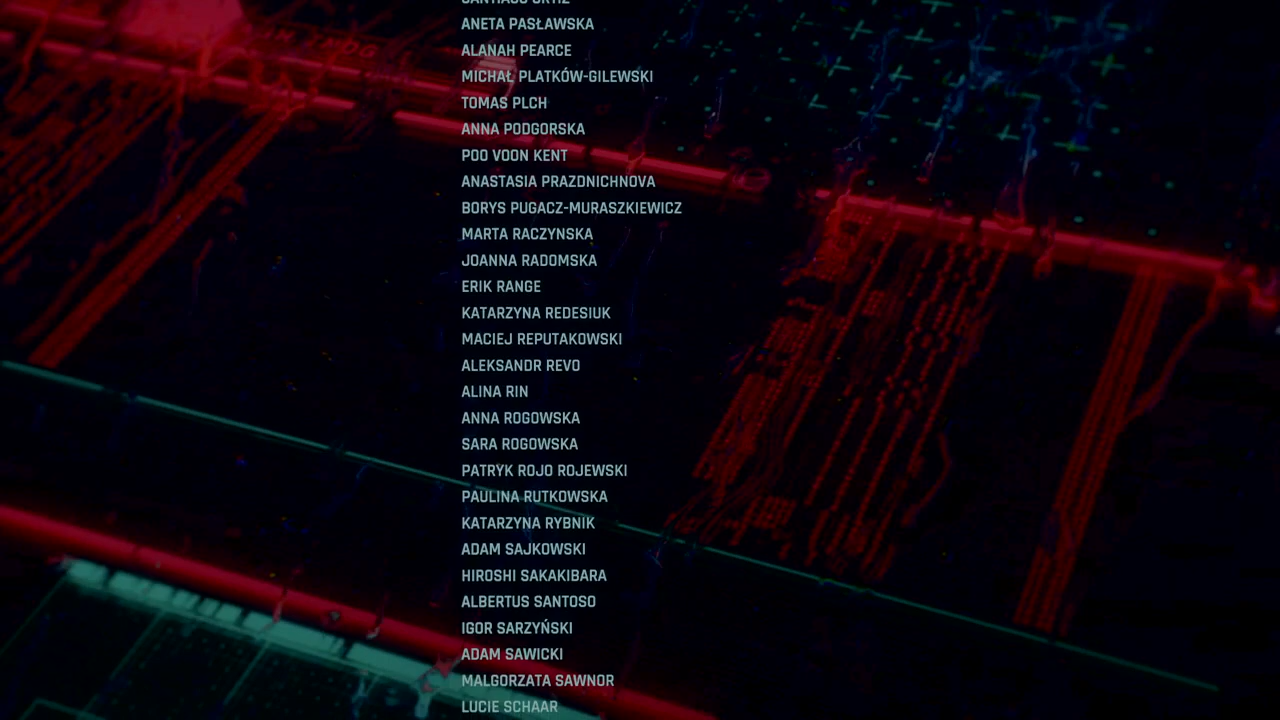 SANTIAGO ORTIZ
ANETA PASŁAWSKA
ALANAH PEARCE
MICHAŁ PLATKÓW-GILEWSKI
TOMAS PLCH
ANNA PODGORSKA
POO VOON KENT
ANASTASIA PRAZDNICHNOVA
BORYS PUGACZ-MURASZKIEWICZ
MARTA RACZYNSKA
JOANNA RADOMSKA
ERIK RANGE
KATARZYNA REDESIUK
MACIEJ REPUTAKOWSKI
ALEKSANDR REVO
ALINA RIN
ANNA ROGOWSKA
SARA ROGOWSKA
PATRYK ROJO ROJEWSKI
PAULINA RUTKOWSKA
KATARZYNA RYBNIK
ADAM SAJKOWSKI
HIROSHI SAKAKIBARA
ALBERTUS SANTOSO
IGOR SARZYŃSKI
ADAM SAWICKI
MALGORZATA SAWNOR
LUCIE SCHAAR